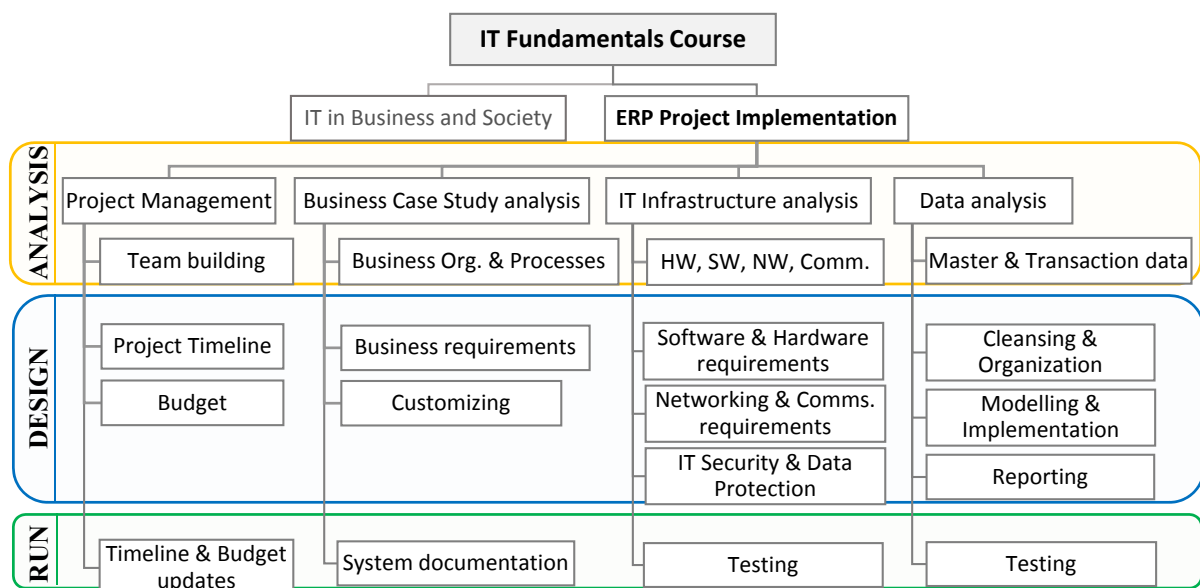 IT Fundamentals Course
IT in Business and Society
ERP Project Implementation
ANALYSIS
Project Management
Business Case Study analysis
IT Infrastructure analysis
Data analysis
Team building
Business Org. & Processes
HW, SW, NW, Comm.
Master & Transaction data
DESIGN
Project Timeline
Business requirements
Software & Hardware
requirements
Cleansing &
Organization
Budget
Customizing
Networking & Comms.
requirements
Modelling &
Implementation
IT Security & Data
Protection
Reporting
RUN
Timeline & Budget
updates
System documentation
Testing
Testing